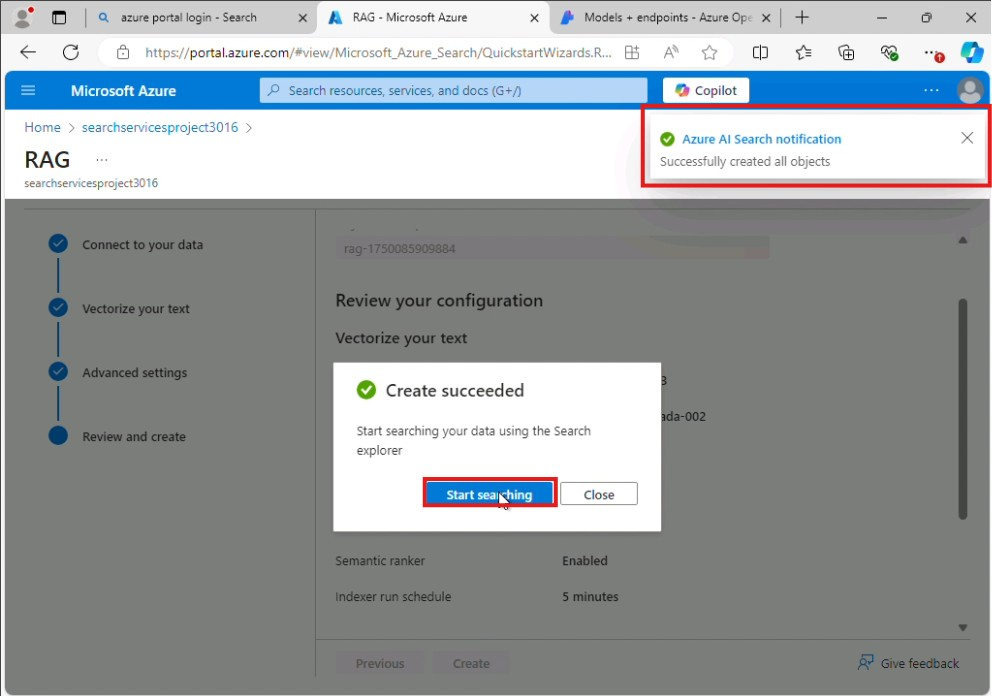 azure portal login - Search
RAG - Microsoft Azure
Models + endpoints - Azure Ope
https://portal.azure.com/#view/Microsoft_Azure_Search/QuickstartWizards.R...
Microsoft Azure
Search resources, services, and docs (G+/)
Copilot
Home > searchservicesproject3016 >
RAG ...
searchservicesproject3016
Azure AI Search notification
Successfully created all objects
Connect to your data
Vectorize your text
Advanced settings
Review and create
rag-1750085909884
Review your configuration
Vectorize your text
3
ada-002
Create succeeded
Start searching your data using the Search
explorer
Start searching
Close
Semantic ranker Enabled
Indexer run schedule 5 minutes
Previous
Create
Give feedback